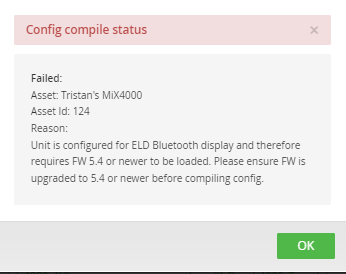 Config compile status
×
Failed:
Asset: Tristan's MiX4000
Asset Id: 124
Reason:
Unit is configured for ELD Bluetooth display and therefore
requires FW 5.4 or newer to be loaded. Please ensure FW is
upgraded to 5.4 or newer before compiling config.
OK